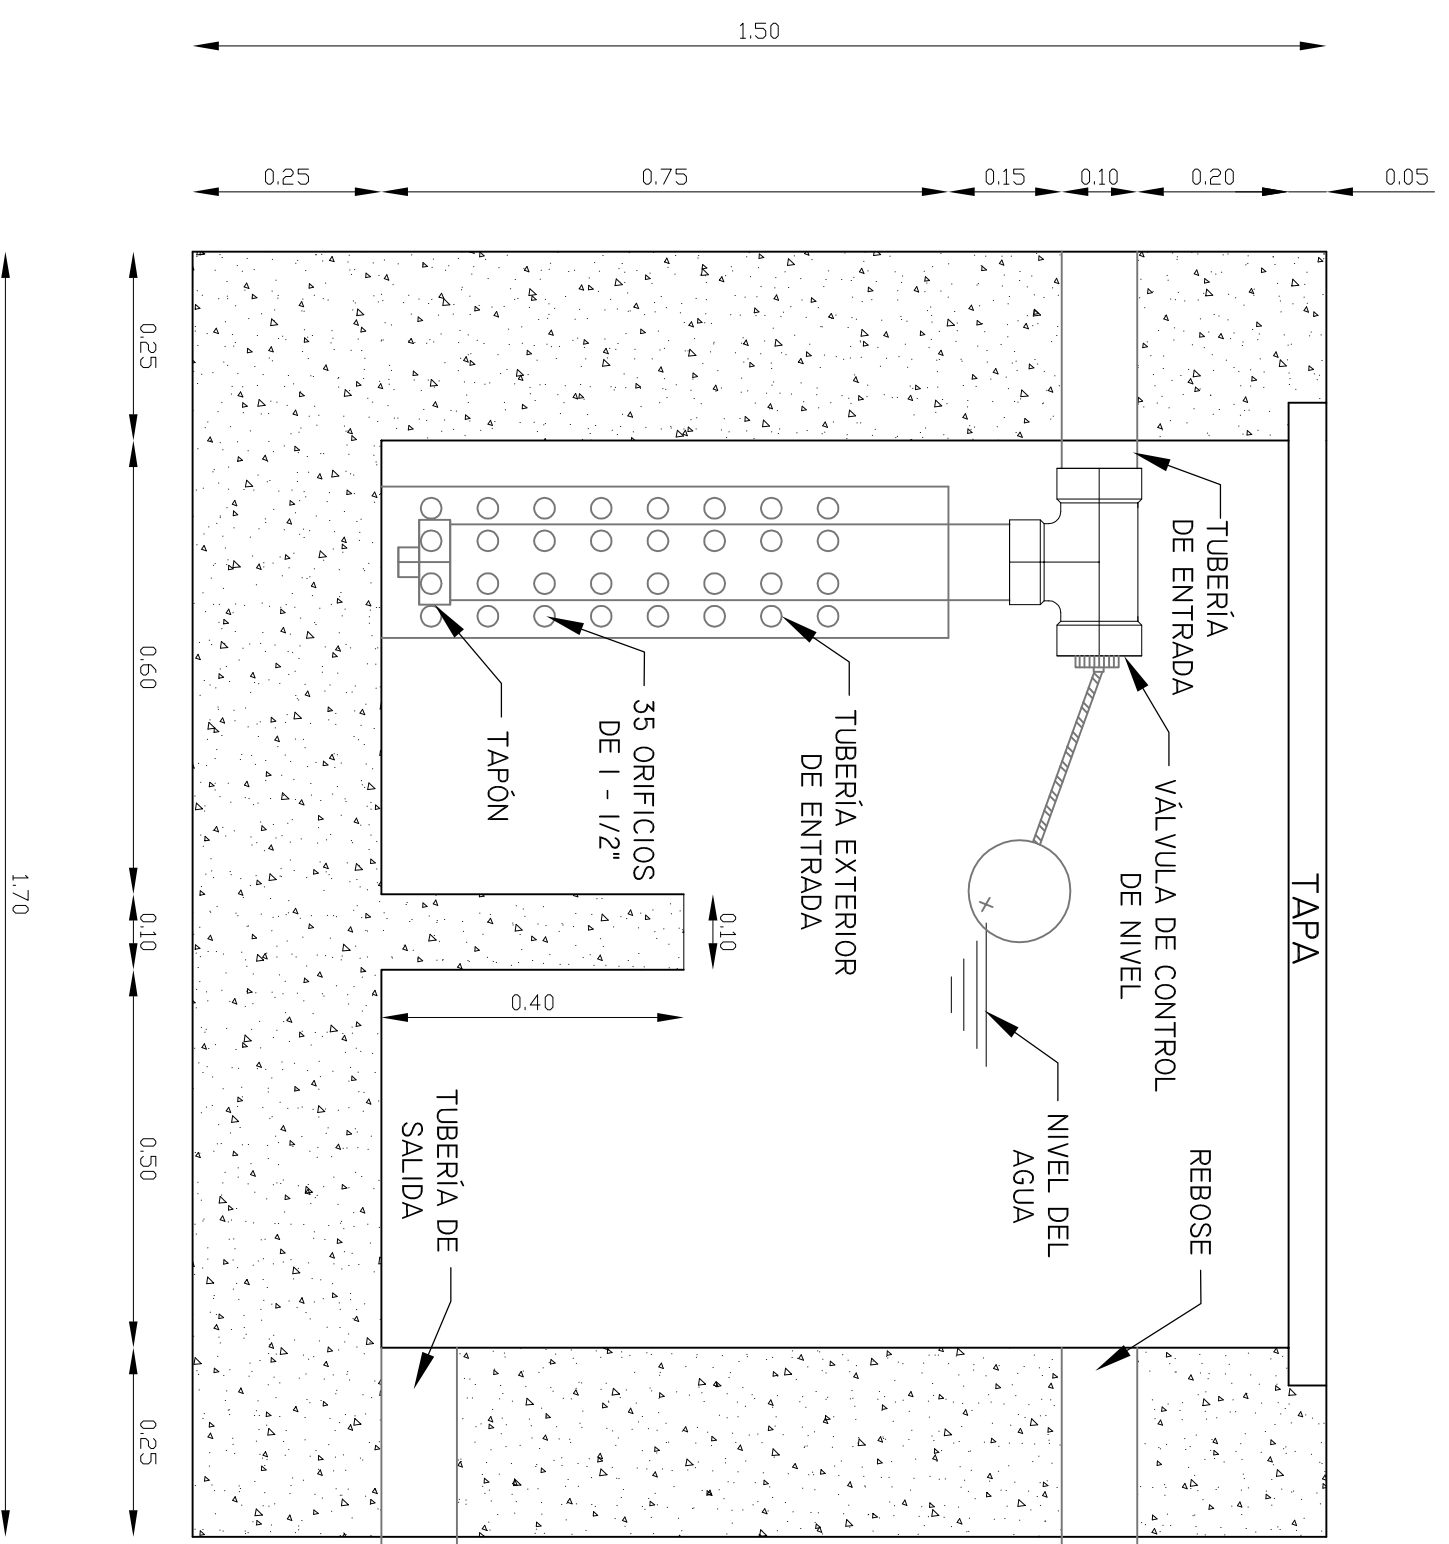 TAPA
TUBERÍA
DE ENTRADA
VÁLVULA DE CONTROL
DE NIVEL
REBOSE
NIVEL DEL
AGUA
TUBERÍA EXTERIOR
DE ENTRADA
35 ORIFICIOS
DE 1 - 1/2"
TAPÓN
TUBERÍA DE
SALIDA
0.10
0.40
0.05
0.20
0.10
0.15
0.75
0.25
1.50
0.25
0.60
0.10
0.50
0.25
1.70